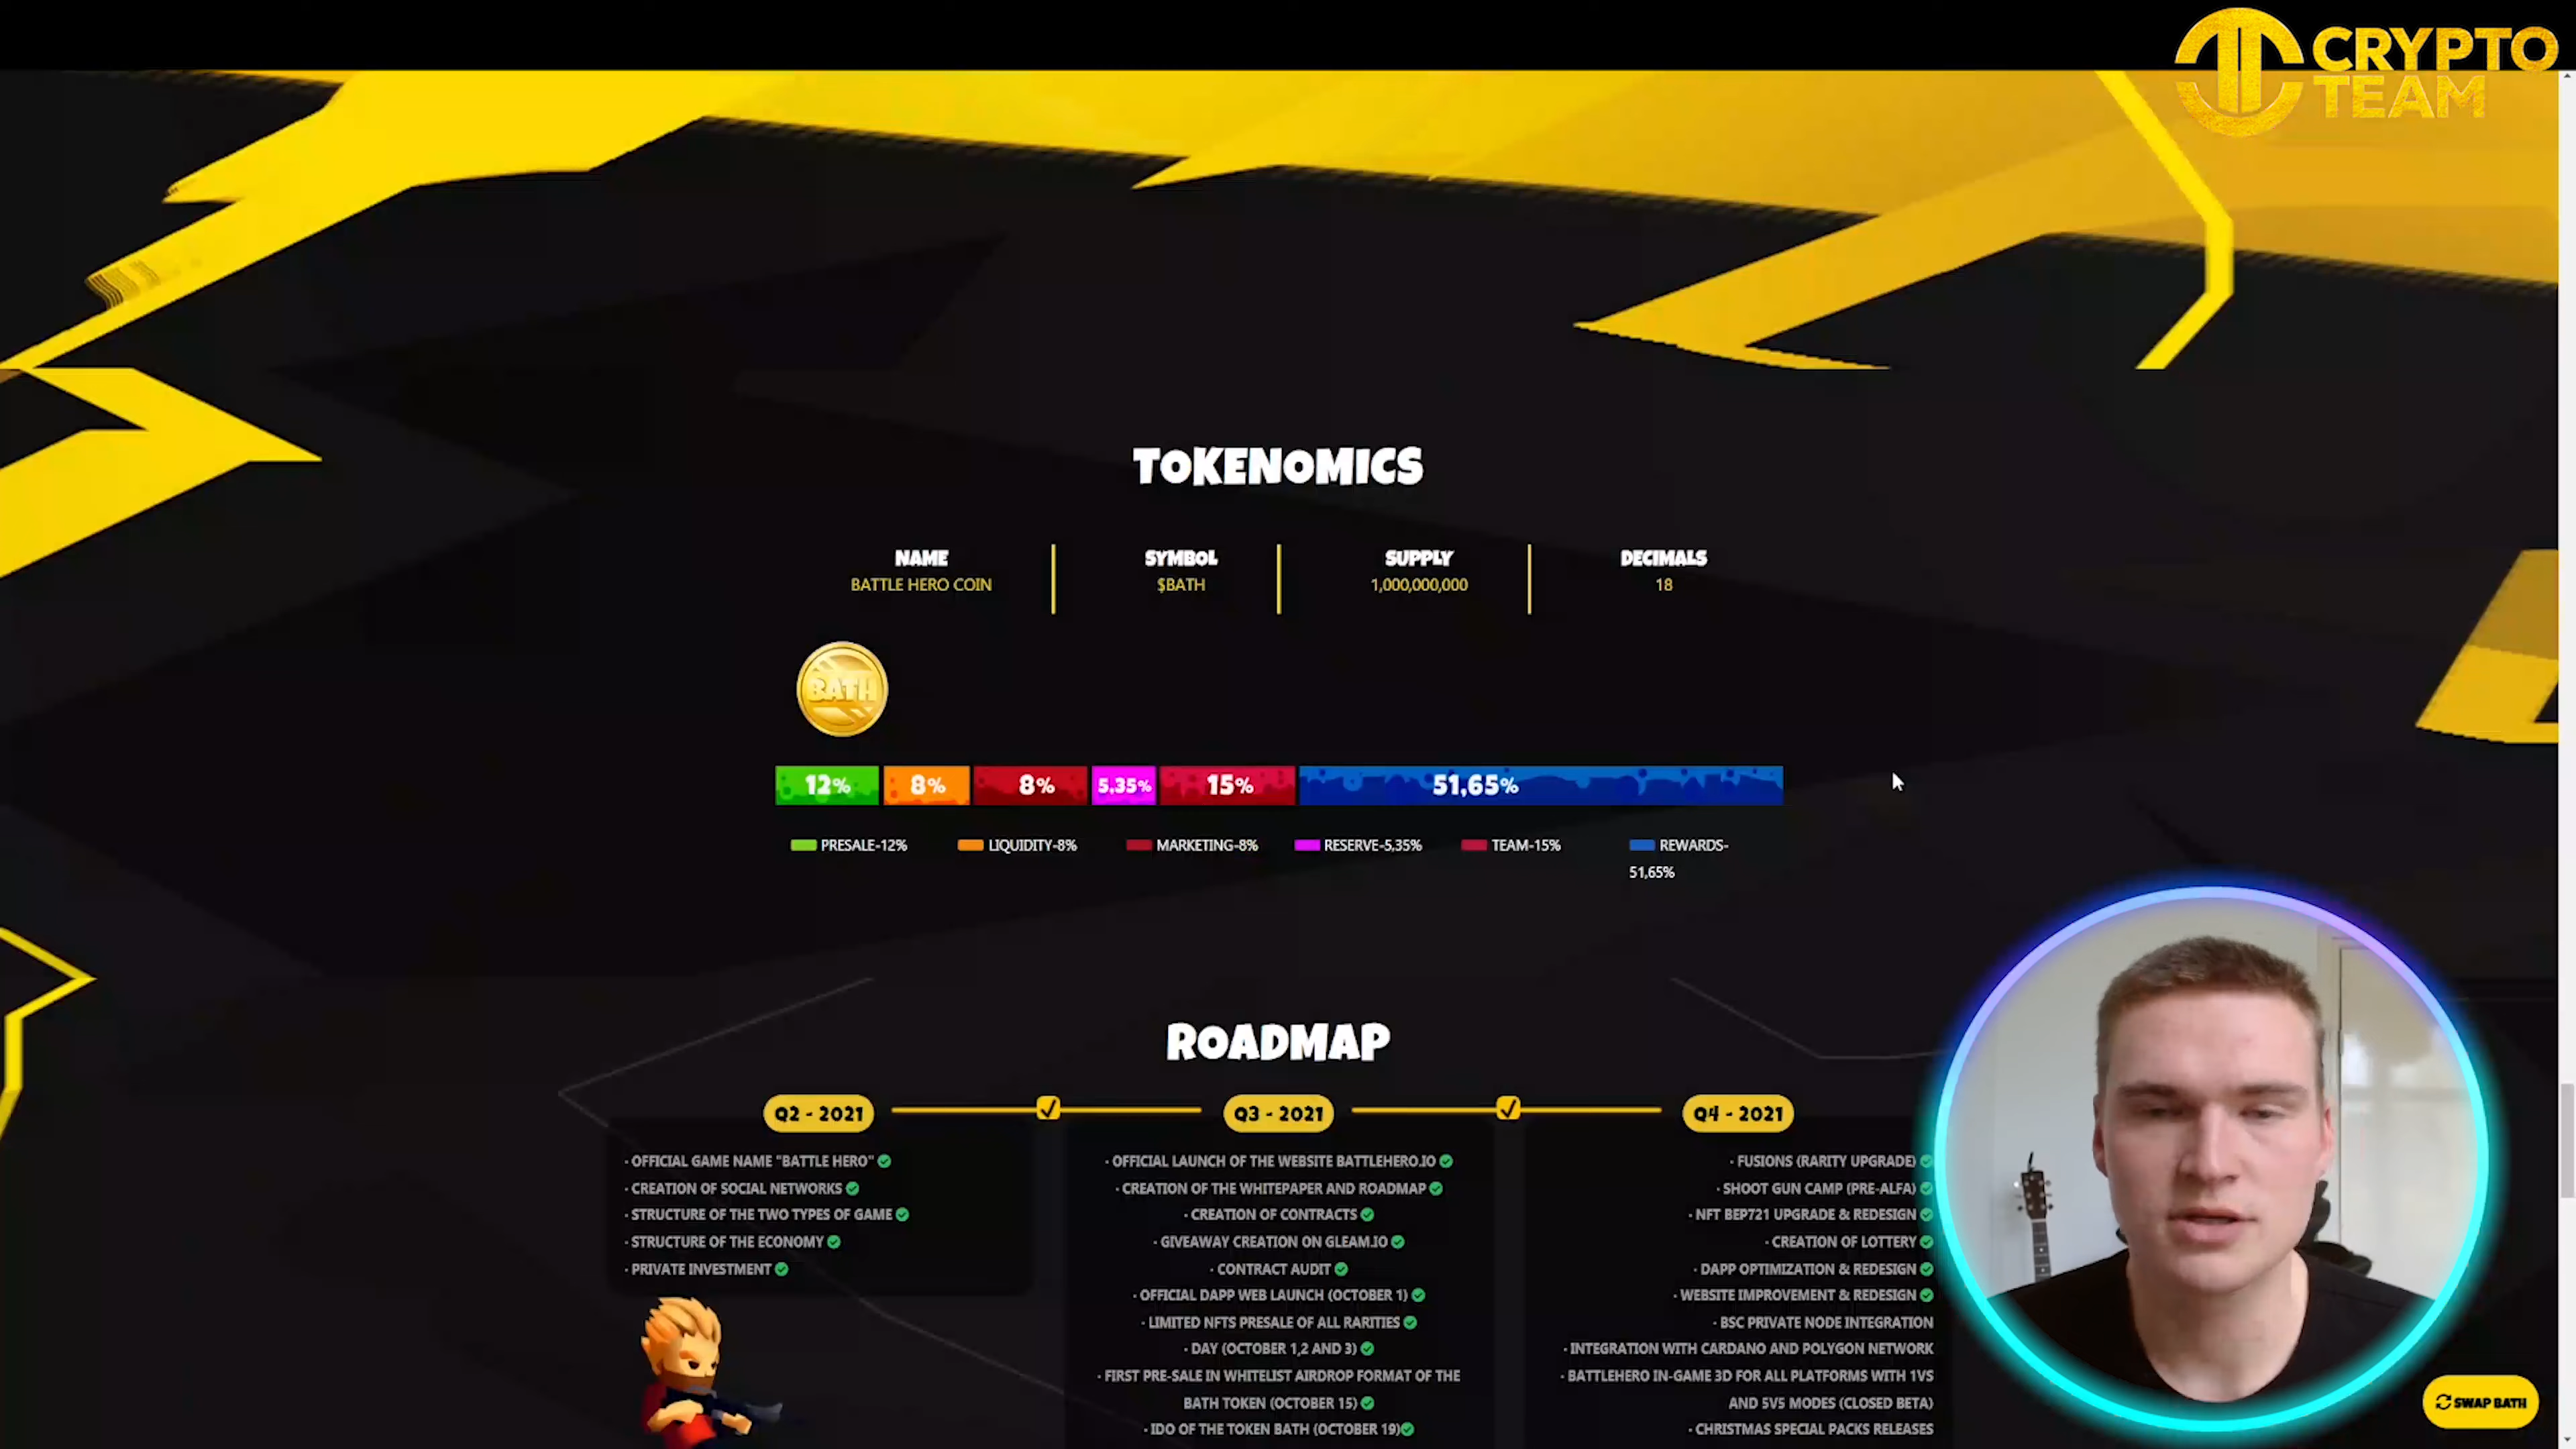 CRYPTO
TEAM
TOKENOMICS
NAME
BATTLE HERO COIN
SYMBOL
$BATH
SUPPLY
1,000,000,000
DECIMALS
18
BATH
12% 8% 8% 5,35% 15% 51,65%
PRESALE-12% LIQUIDITY-8% MARKETING-8% RESERVE-5,35% TEAM-15% REWARDS-
51,65%
ROADMAP
Q2 - 2021
· OFFICIAL GAME NAME "BATTLE HERO"
· CREATION OF SOCIAL NETWORKS
· STRUCTURE OF THE TWO TYPES OF GAME
· STRUCTURE OF THE ECONOMY
· PRIVATE INVESTMENT
Q3 - 2021
· OFFICIAL LAUNCH OF THE WEBSITE BATTLEHERO.IO
· CREATION OF THE WHITEPAPER AND ROADMAP
· CREATION OF CONTRACTS
· GIVEAWAY CREATION ON GLEAM.IO
· CONTRACT AUDIT
· OFFICIAL DAPP WEB LAUNCH (OCTOBER 1)
· LIMITED NFTS PRESALE OF ALL RARITIES
· DAY (OCTOBER 1,2 AND 3)
· FIRST PRE-SALE IN WHITELIST AIRDROP FORMAT OF THE
BATH TOKEN (OCTOBER 15)
· IDO OF THE TOKEN BATH (OCTOBER 19)
Q4 - 2021
· FUSIONS (RARITY UPGRADE)
· SHOOT GUN CAMP (PRE-ALFA)
· NFT BEP721 UPGRADE & REDESIGN
· CREATION OF LOTTERY
· DAPP OPTIMIZATION & REDESIGN
· WEBSITE IMPROVEMENT & REDESIGN
· BSC PRIVATE NODE INTEGRATION
· INTEGRATION WITH CARDANO AND POLYGON NETWORK
· BATTLEHERO IN-GAME 3D FOR ALL PLATFORMS WITH 1VS
AND 5V5 MODES (CLOSED BETA)
· CHRISTMAS SPECIAL PACKS RELEASES
SWAP BATH